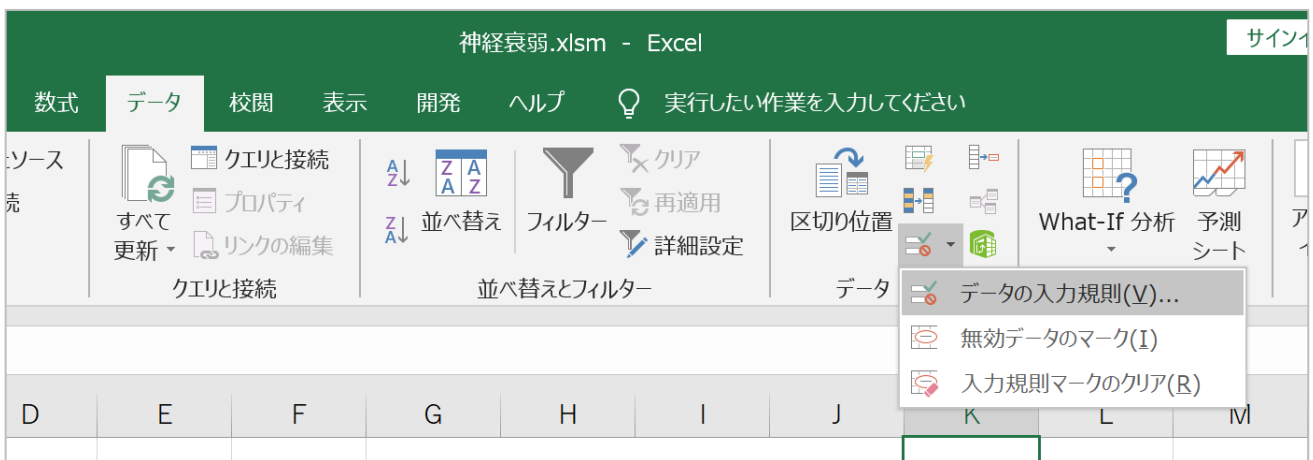 神経衰弱.xlsm - Excel
サインイ
数式 データ 校閲 表示 開発 ヘルプ 実行したい作業を入力してください
ソース
続
すべて
更新
クエリと接続
プロパティ
リンクの編集
クエリと接続
並べ替え
フィルター
クリア
再適用
詳細設定
並べ替えとフィルター
区切り位置
データ
What-If 分析
予測
シート
データの入力規則(V)...
無効データのマーク(I)
入力規則マークのクリア(R)
D E F G H I J K L M